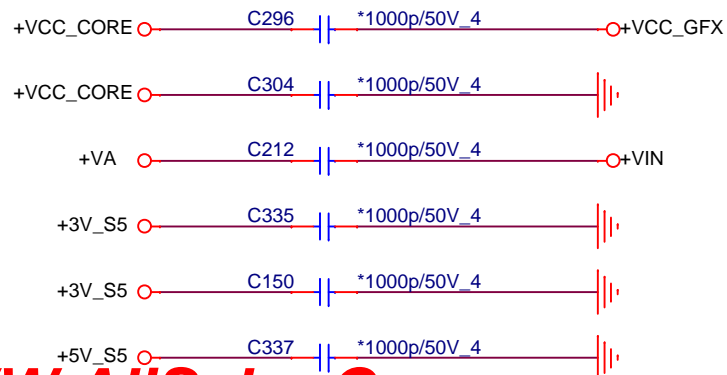 +VCC_CORE C296 *1000p/50V_4 +VCC_GFX
+VCC_CORE C304 *1000p/50V_4
+VA C212 *1000p/50V_4 +VIN
+3V_S5 C335 *1000p/50V_4
+3V_S5 C150 *1000p/50V_4
+5V_S5 C337 *1000p/50V_4